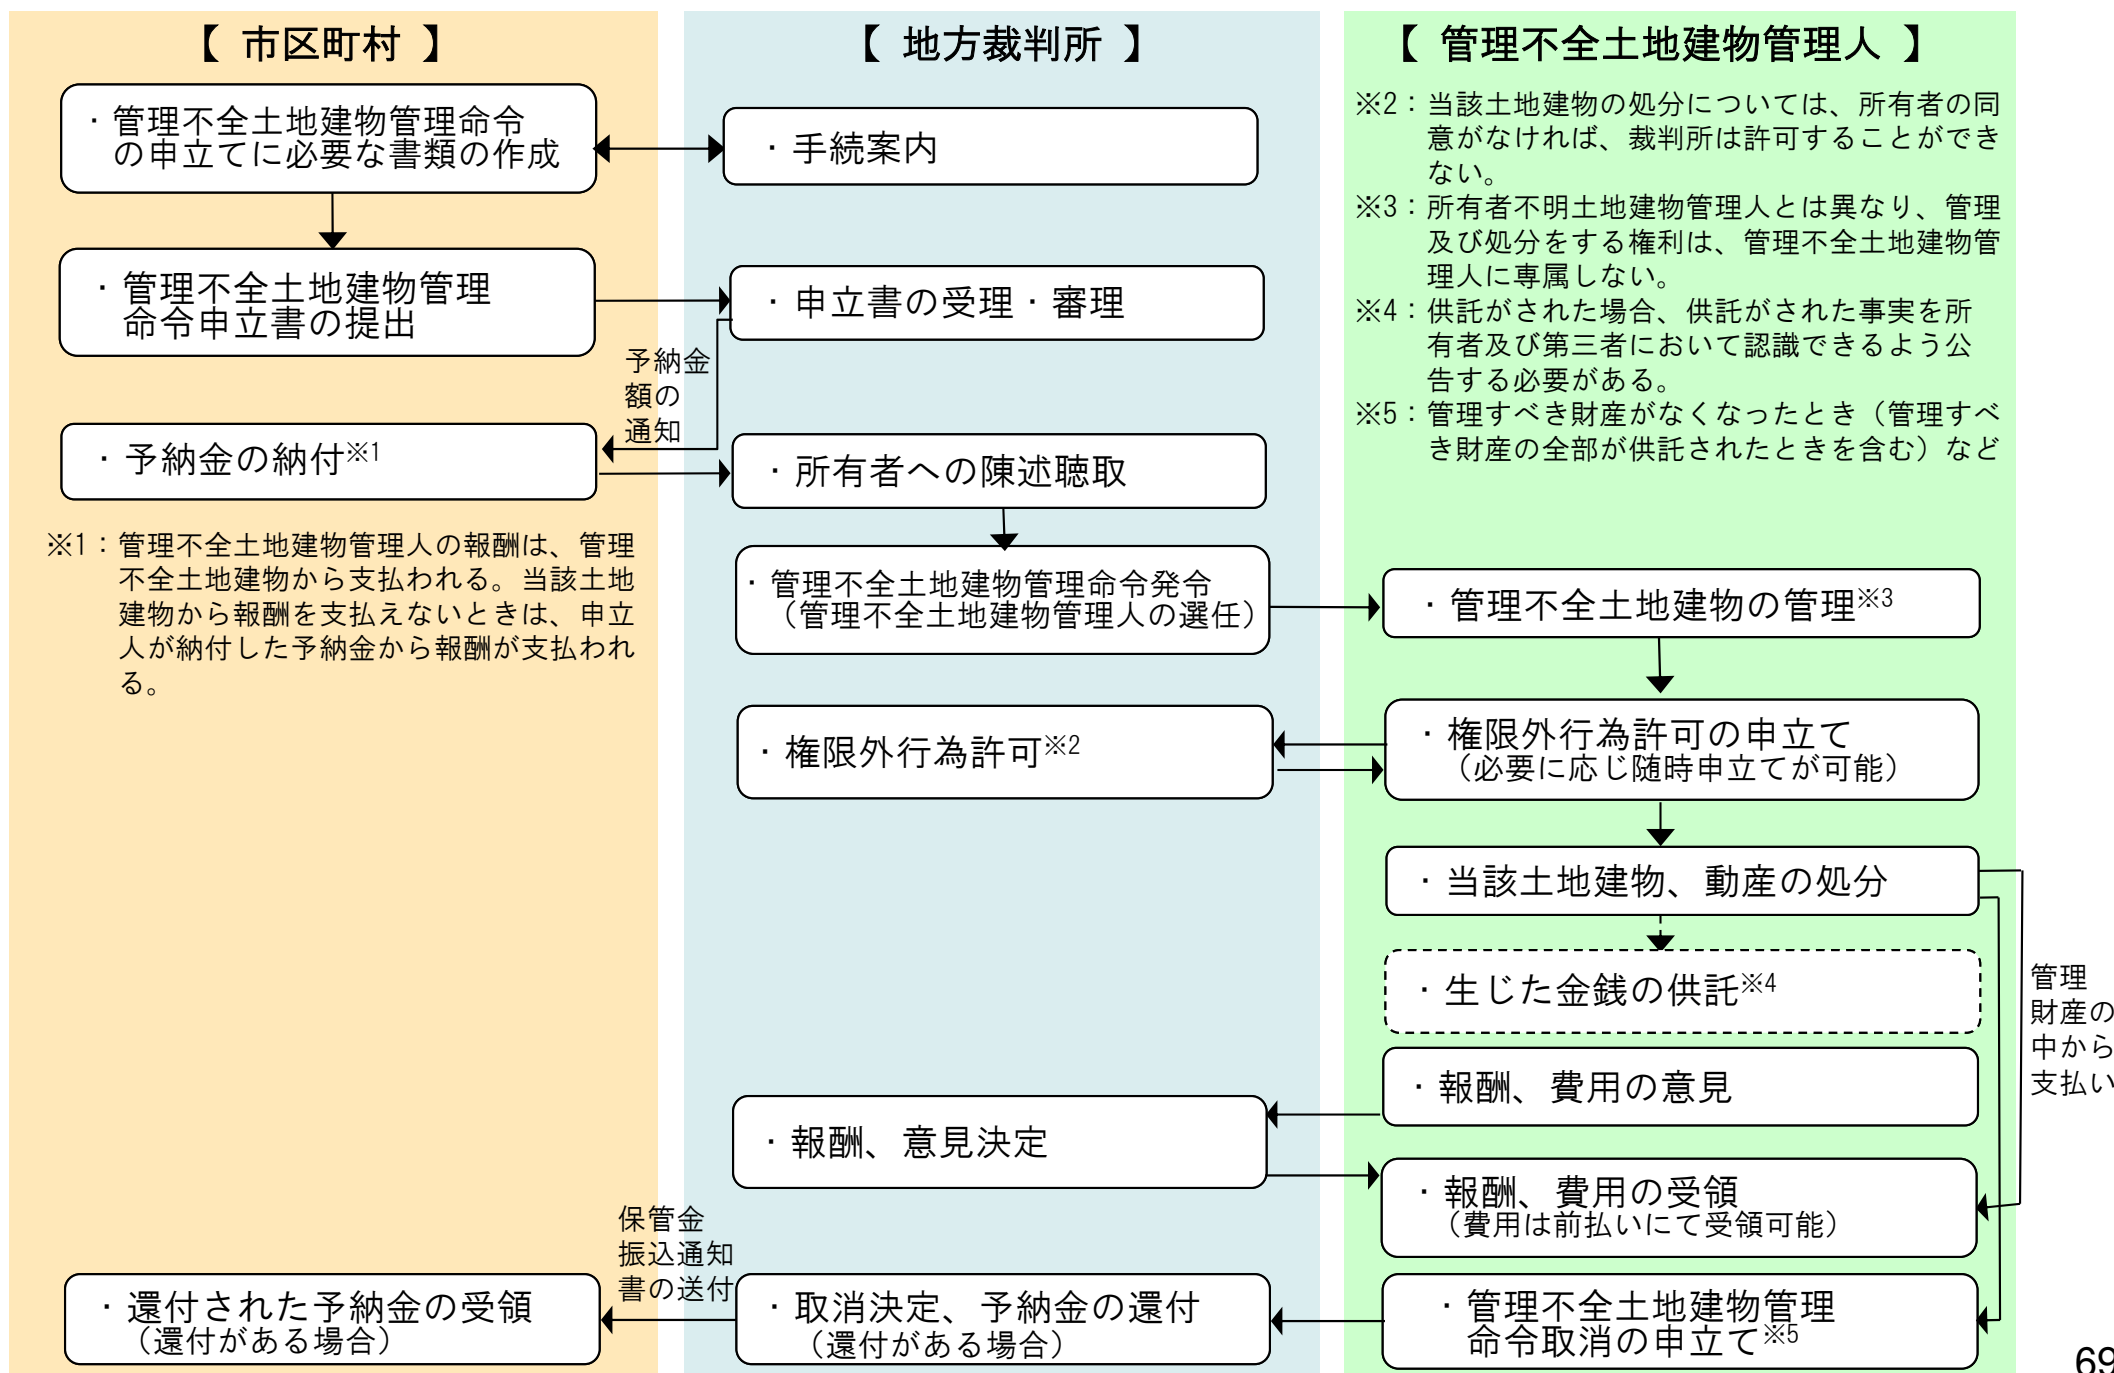 【 市区町村 】
・管理不全土地建物管理命令
の申立てに必要な書類の作成
・管理不全土地建物管理
命令申立書の提出
予納金
額の
通知
・予納金の納付※1
※1：管理不全土地建物管理人の報酬は、管理
不全土地建物から支払われる。当該土地
建物から報酬を支払えないときは、申立
人が納付した予納金から報酬が支払われ
る。
保管金
振込通知
書の送付
・還付された予納金の受領
（還付がある場合）
【 地方裁判所 】
・手続案内
・申立書の受理・審理
・所有者への陳述聴取
・管理不全土地建物管理命令発令
（管理不全土地建物管理人の選任）
・権限外行為許可※2
・報酬、意見決定
・取消決定、予納金の還付
（還付がある場合）
【 管理不全土地建物管理人 】
※2：当該土地建物の処分については、所有者の同
意がなければ、裁判所は許可することができ
ない。
※3：所有者不明土地建物管理人とは異なり、管理
及び処分をする権利は、管理不全土地建物管
理人に専属しない。
※4：供託がされた場合、供託がされた事実を所
有者及び第三者において認識できるよう公
告する必要がある。
※5：管理すべき財産がなくなったとき（管理すべ
き財産の全部が供託されたときを含む）など
・管理不全土地建物の管理※3
・権限外行為許可の申立て
（必要に応じ随時申立てが可能）
・当該土地建物、動産の処分
・生じた金銭の供託※4
・報酬、費用の意見
・報酬、費用の受領
（費用は前払いにて受領可能）
・管理不全土地建物管理
命令取消の申立て※5
管理
財産の
中から
支払い
69